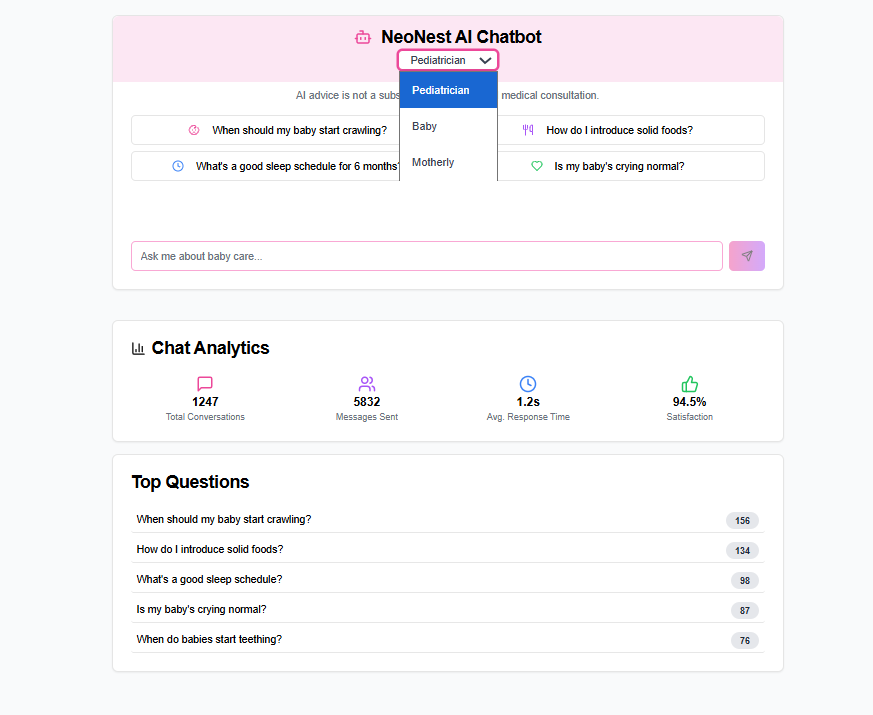 NeoNest AI Chatbot
Pediatrician
Pediatrician
Baby
Motherly
AI advice is not a subs medical consultation.
When should my baby start crawling?
How do I introduce solid foods?
What's a good sleep schedule for 6 months?
Is my baby's crying normal?
Ask me about baby care...
Chat Analytics
1247
5832
1.2s
94.5%
Total Conversations
Messages Sent
Avg. Response Time
Satisfaction
Top Questions
When should my baby start crawling? 156
How do I introduce solid foods? 134
What's a good sleep schedule? 98
Is my baby's crying normal? 87
When do babies start teething? 76